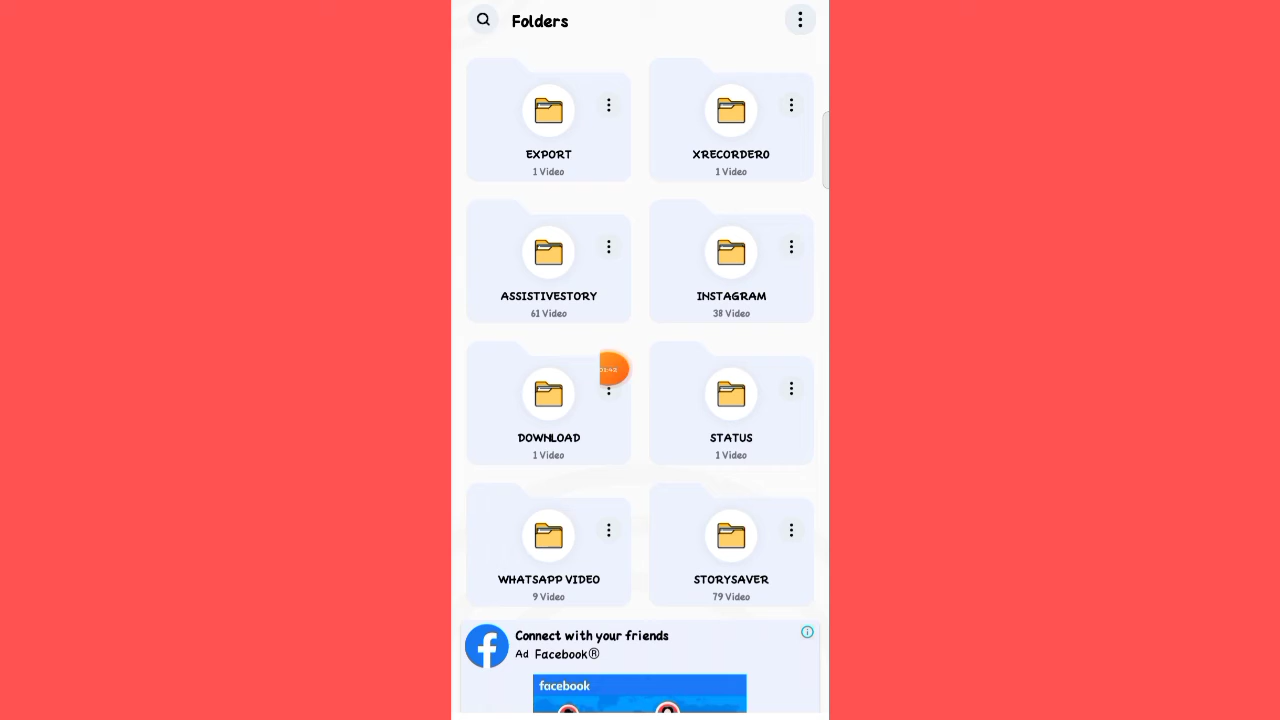 Folders
EXPORT
1 Video
XRECORDER0
1 Video
ASSISTIVESTORY
61 Video
INSTAGRAM
38 Video
DOWNLOAD
1 Video
STATUS
1 Video
WHATSAPP VIDEO
9 Video
STORYSAVER
79 Video
Connect with your friends
Ad Facebook®
facebook